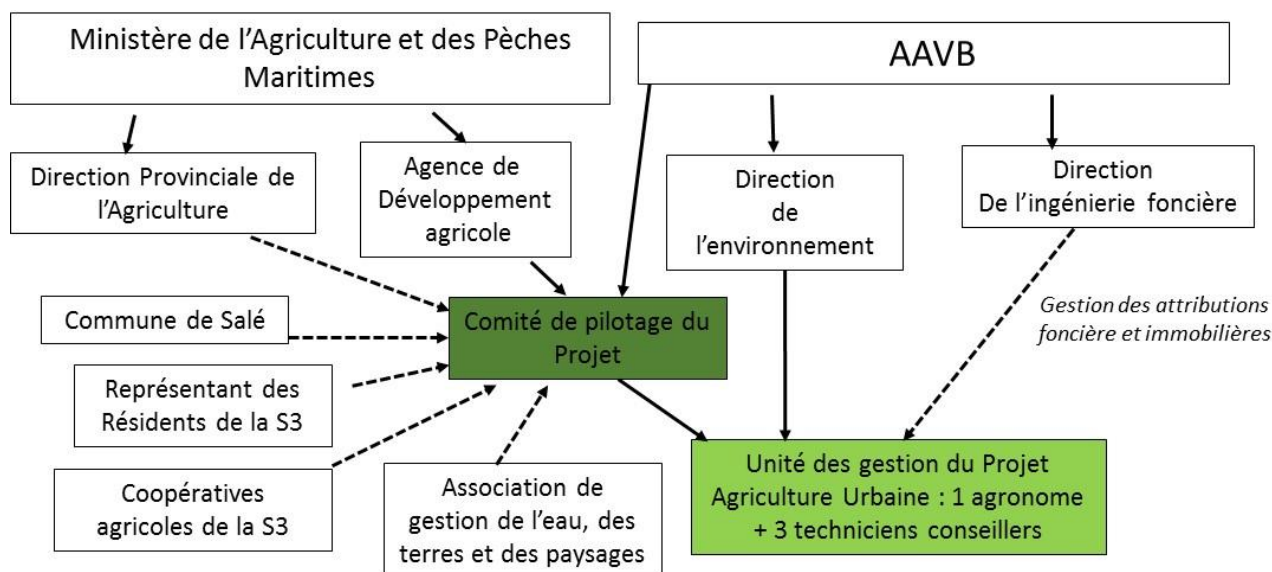 Ministère de l’Agriculture et des Pèches
Maritimes
AAVB
Direction Provinciale de
l’Agriculture
Agence de
Développement
agricole
Direction
de
l’environnement
Direction
De l’ingénierie foncière
Commune de Salé
Comité de pilotage du
Projet
Gestion des attributions
foncière et immobilières
Représentant des
Résidents de la S3
Coopératives
agricoles de la S3
Association de
gestion de l’eau, des
terres et des paysages
Unité des gestion du Projet
Agriculture Urbaine : 1 agronome
+ 3 techniciens conseillers